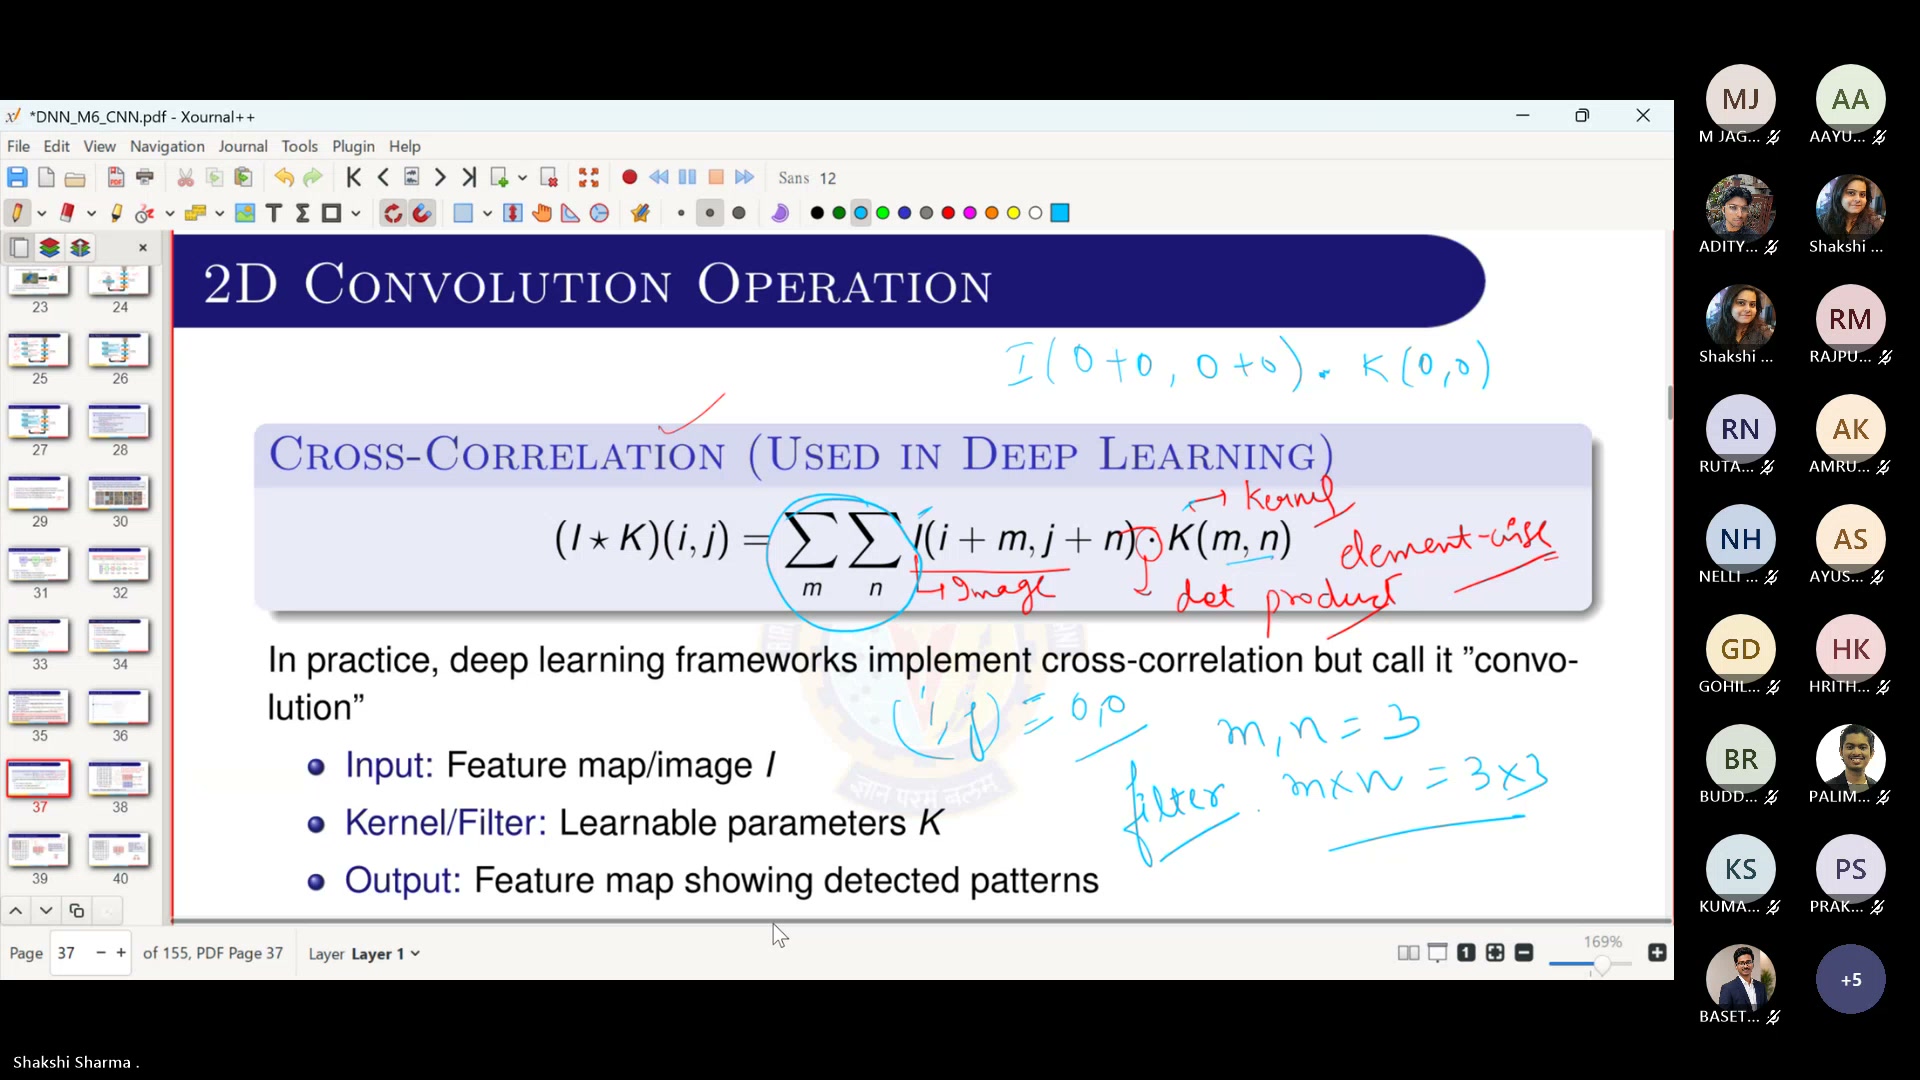 *DNN_M6_CNN.pdf - Xournal++
File Edit View Navigation Journal Tools Plugin Help
Sans 12
2D Convolution Operation
I(0+0, 0+0) . K(0,0)
Cross-Correlation (Used in Deep Learning)
→ Kernel
(I ⋆ K)(i, j) = ∑ ∑ I(i + m, j + n) · K(m, n)
m n
element-wise
Image
dot product
In practice, deep learning frameworks implement cross-correlation but call it ”convo-
lution”
(i, j) = 0,0
m, n = 3
Input: Feature map/image I
filter m×n = 3×3
Kernel/Filter: Learnable parameters K
Output: Feature map showing detected patterns
ज्ञानं परमं बलम्
23 24
25 26
27 28
29 30
31 32
33 34
35 36
37 38
39 40
Page 37 − + of 155, PDF Page 37 Layer Layer 1
169%
MJ AA
M JAG... AAYU...
ADITY... Shakshi ...
RM
Shakshi ... RAJPU...
RN AK
RUTA... AMRU...
NH AS
NELLI ... AYUS...
GD HK
GOHIL... HRITH...
BR
BUDD... PALIM...
KS PS
KUMA... PRAK...
+5
BASET...
Shakshi Sharma .